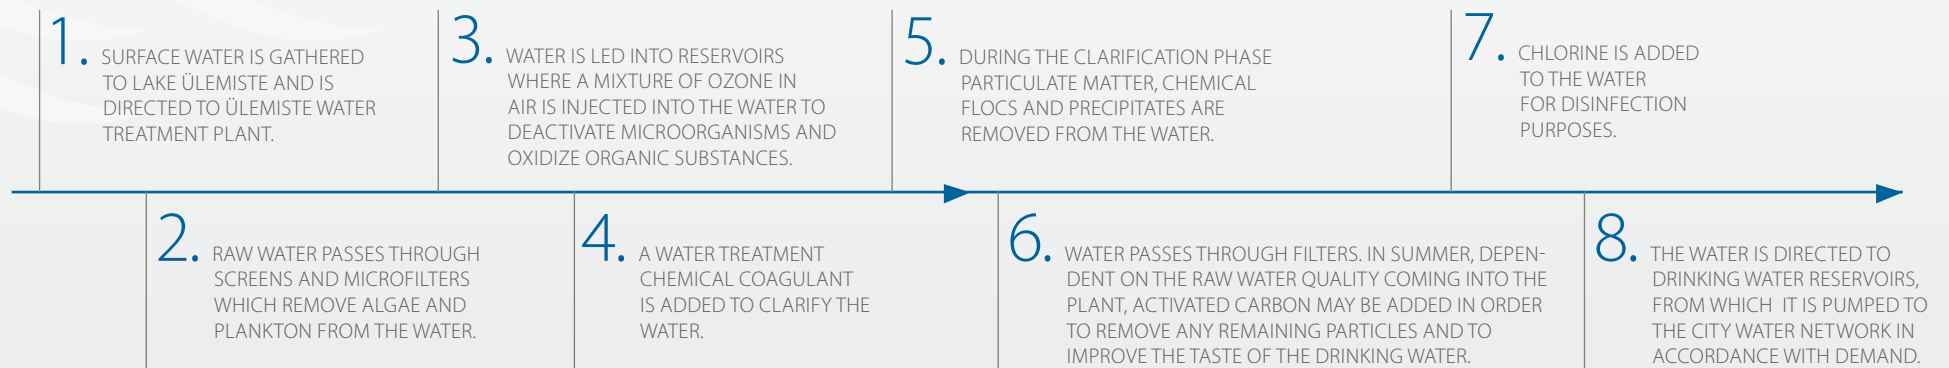 1. SURFACE WATER IS GATHERED
TO LAKE ÜLEMISTE AND IS
DIRECTED TO ÜLEMISTE WATER
TREATMENT PLANT.
2. RAW WATER PASSES THROUGH
SCREENS AND MICROFILTERS
WHICH REMOVE ALGAE AND
PLANKTON FROM THE WATER.
3. WATER IS LED INTO RESERVOIRS
WHERE A MIXTURE OF OZONE IN
AIR IS INJECTED INTO THE WATER TO
DEACTIVATE MICROORGANISMS AND
OXIDIZE ORGANIC SUBSTANCES.
4. A WATER TREATMENT
CHEMICAL COAGULANT
IS ADDED TO CLARIFY THE
WATER.
5. DURING THE CLARIFICATION PHASE
PARTICULATE MATTER, CHEMICAL
FLOCS AND PRECIPITATES ARE
REMOVED FROM THE WATER.
6. WATER PASSES THROUGH FILTERS. IN SUMMER, DEPEN-
DENT ON THE RAW WATER QUALITY COMING INTO THE
PLANT, ACTIVATED CARBON MAY BE ADDED IN ORDER
TO REMOVE ANY REMAINING PARTICLES AND TO
IMPROVE THE TASTE OF THE DRINKING WATER.
7. CHLORINE IS ADDED
TO THE WATER
FOR DISINFECTION
PURPOSES.
8. THE WATER IS DIRECTED TO
DRINKING WATER RESERVOIRS,
FROM WHICH IT IS PUMPED TO
THE CITY WATER NETWORK IN
ACCORDANCE WITH DEMAND.